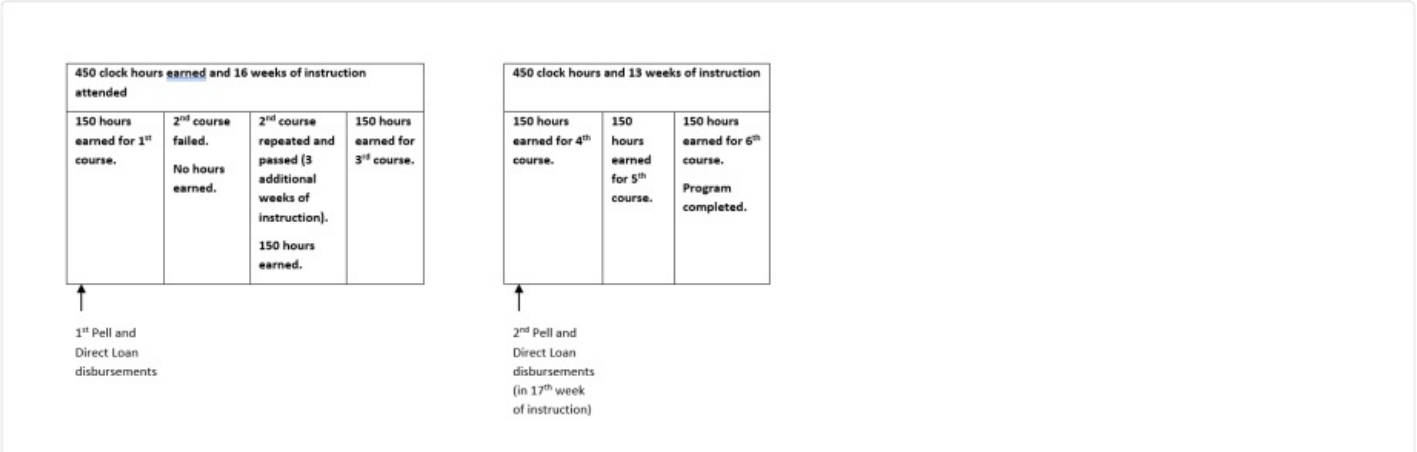 450 clock hours earned and 16 weeks of instruction
attended
150 hours
earned for 1st
course.
2nd course
failed.
No hours
earned.
2nd course
repeated and
passed (3
additional
weeks of
instruction).
150 hours
earned.
150 hours
earned for
3rd course.
1st Pell and
Direct Loan
disbursements
450 clock hours and 13 weeks of instruction
150 hours
earned for 4th
course.
150
hours
earned
for 5th
course.
150 hours
earned for 6th
course.
Program
completed.
2nd Pell and
Direct Loan
disbursements
(in 17th week
of instruction)